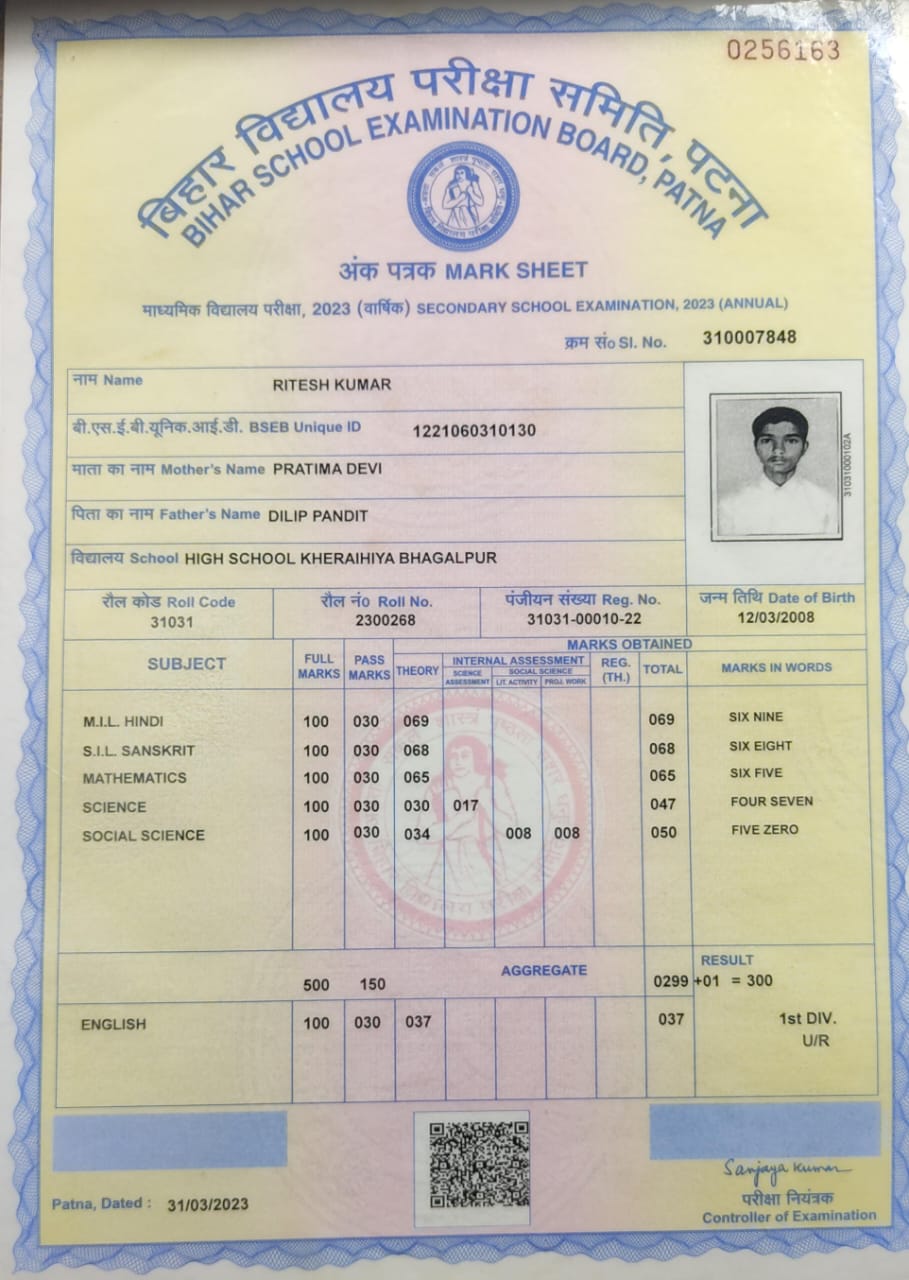 0256163
बिहार विद्यालय परीक्षा समिति, पटना
BIHAR SCHOOL EXAMINATION BOARD, PATNA
अंक पत्रक MARK SHEET
माध्यमिक विद्यालय परीक्षा, 2023 (वार्षिक) SECONDARY SCHOOL EXAMINATION, 2023 (ANNUAL)
क्रम सं० Sl. No. 310007848
नाम Name RITESH KUMAR
बी.एस.ई.बी.यूनिक.आई.डी. BSEB Unique ID 1221060310130
माता का नाम Mother's Name PRATIMA DEVI
पिता का नाम Father's Name DILIP PANDIT
विद्यालय School HIGH SCHOOL KHERAIHIYA BHAGALPUR
31031000102A
रौल कोड Roll Code रौल नं० Roll No. पंजीयन संख्या Reg. No. जन्म तिथि Date of Birth
31031 2300268 31031-00010-22 12/03/2008
MARKS OBTAINED
SUBJECT FULL MARKS PASS MARKS THEORY INTERNAL ASSESSMENT REG. (TH.) TOTAL MARKS IN WORDS
SCIENCE ASSESSMENT SOCIAL SCIENCE LIT. ACTIVITY PROJ. WORK
M.I.L. HINDI 100 030 069 069 SIX NINE
S.I.L. SANSKRIT 100 030 068 068 SIX EIGHT
MATHEMATICS 100 030 065 065 SIX FIVE
SCIENCE 100 030 030 017 047 FOUR SEVEN
SOCIAL SCIENCE 100 030 034 008 008 050 FIVE ZERO
RESULT
500 150 AGGREGATE 0299 +01 = 300
ENGLISH 100 030 037 037 1st DIV.
U/R
Sanjaya Kumar
Patna, Dated : 31/03/2023
परीक्षा नियंत्रक
Controller of Examination